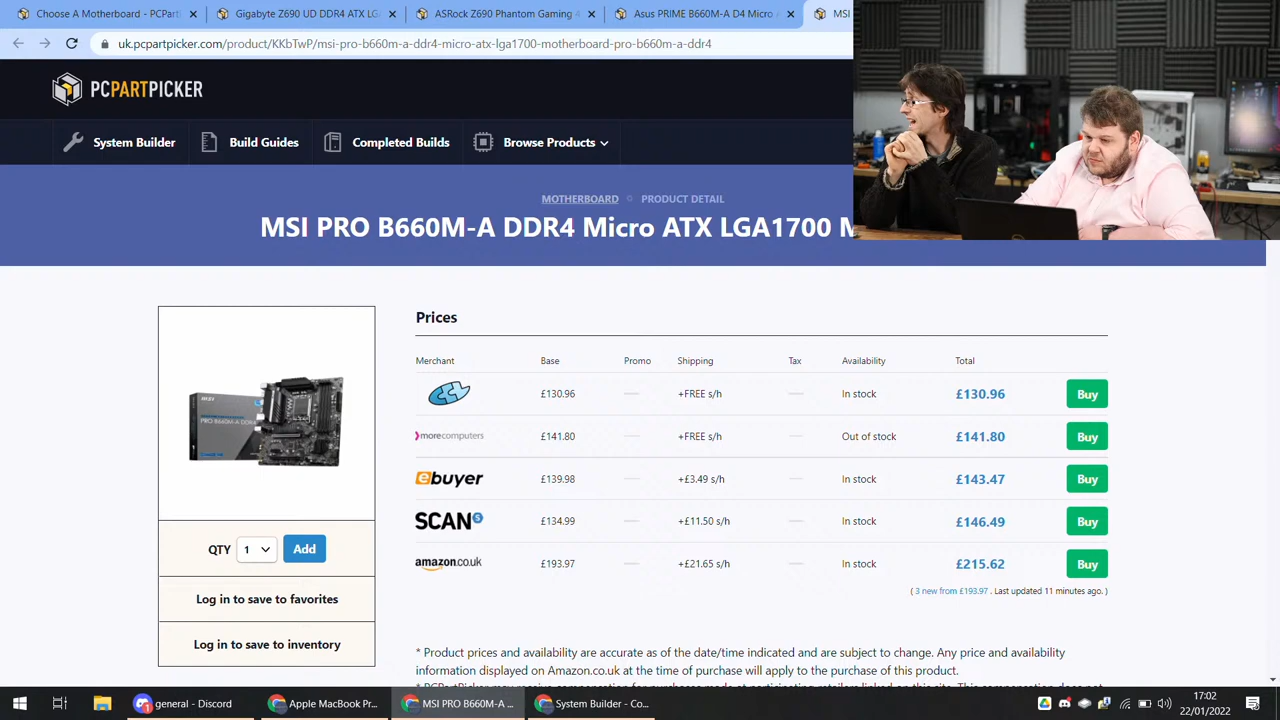 Choose A Motherboard - PCPart
Gigabyte Z690 UD DDR4 ATX LG
ASRock Z690 Phantom Gaming 4
Asus PRIME B660M-A D4 Micro
MSI
uk.pcpartpicker.com/product/KKbTwP/msi-pro-b660m-a-ddr4-micro-atx-lga1700-motherboard-pro-b660m-a-ddr4
PCPARTPICKER
System Builder
Build Guides
Completed Builds
Browse Products
MOTHERBOARD
PRODUCT DETAIL
MSI PRO B660M-A DDR4 Micro ATX LGA1700 M
Prices
Merchant Base Promo Shipping Tax Availability Total
£130.96 — +FREE s/h — In stock £130.96 Buy
morecomputers £141.80 — +FREE s/h — Out of stock £141.80 Buy
ebuyer £139.98 — +£3.49 s/h — In stock £143.47 Buy
SCAN £134.99 — +£11.50 s/h — In stock £146.49 Buy
amazon.co.uk £193.97 — +£21.65 s/h — In stock £215.62 Buy
( 3 new from £193.97 . Last updated 11 minutes ago. )
PRO B660M-A DDR4
QTY 1 Add
Log in to save to favorites
Log in to save to inventory
* Product prices and availability are accurate as of the date/time indicated and are subject to change. Any price and availability
information displayed on Amazon.co.uk at the time of purchase will apply to the purchase of this product.
general - Discord
Apple MacBook
MSI PRO B660M-A ...
System Builder - Co...
17:02
22/01/2022